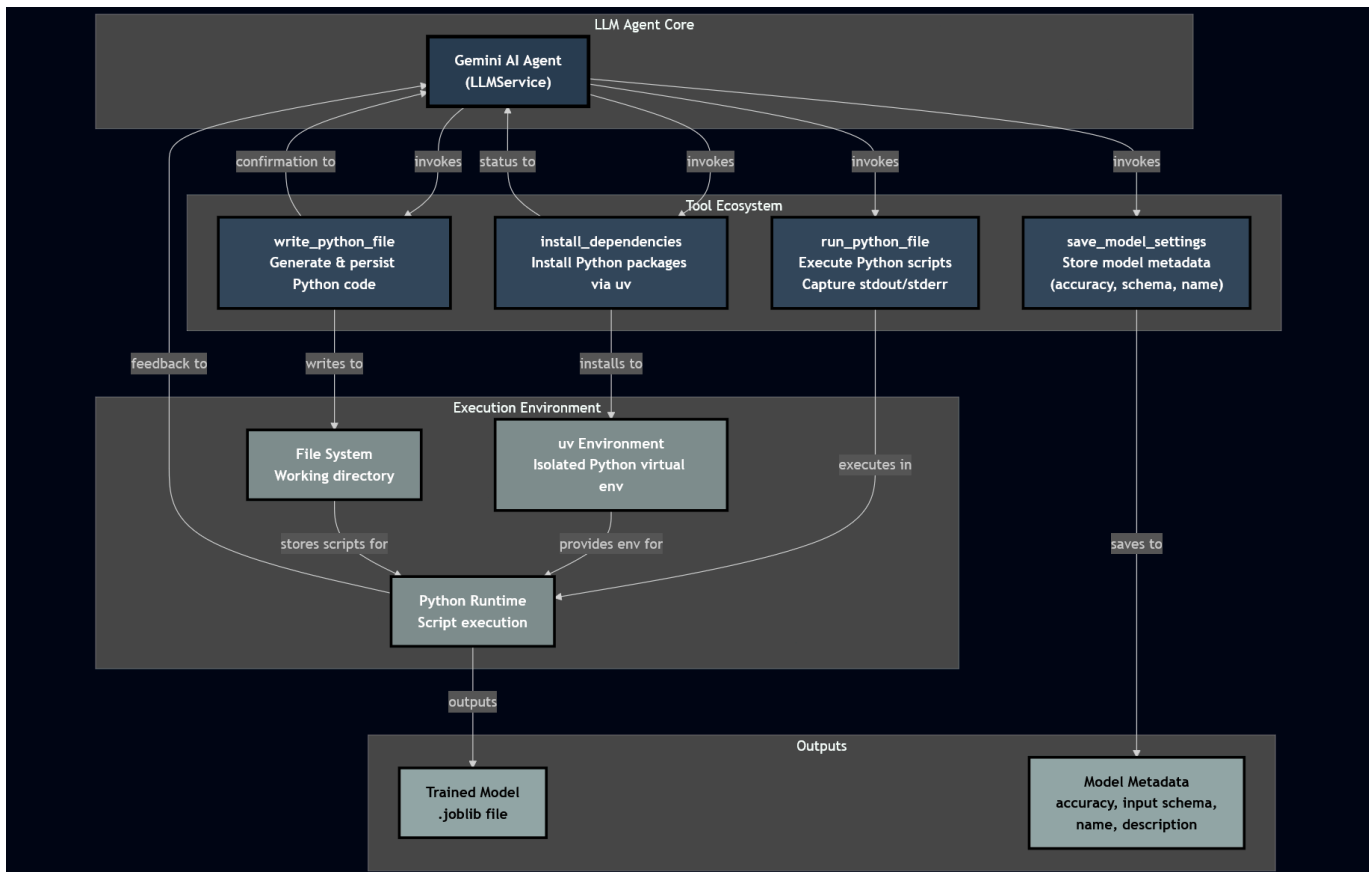 LLM Agent Core
Gemini AI Agent
(LLMService)
confirmation to
invokes
status to
invokes
invokes
invokes
Tool Ecosystem
write_python_file
Generate & persist
Python code
install_dependencies
Install Python packages
via uv
run_python_file
Execute Python scripts
Capture stdout/stderr
save_model_settings
Store model metadata
(accuracy, schema, name)
feedback to
writes to
installs to
Execution Environment
File System
Working directory
uv Environment
Isolated Python virtual
env
executes in
stores scripts for
provides env for
saves to
Python Runtime
Script execution
outputs
Outputs
Trained Model
.joblib file
Model Metadata
accuracy, input schema,
name, description